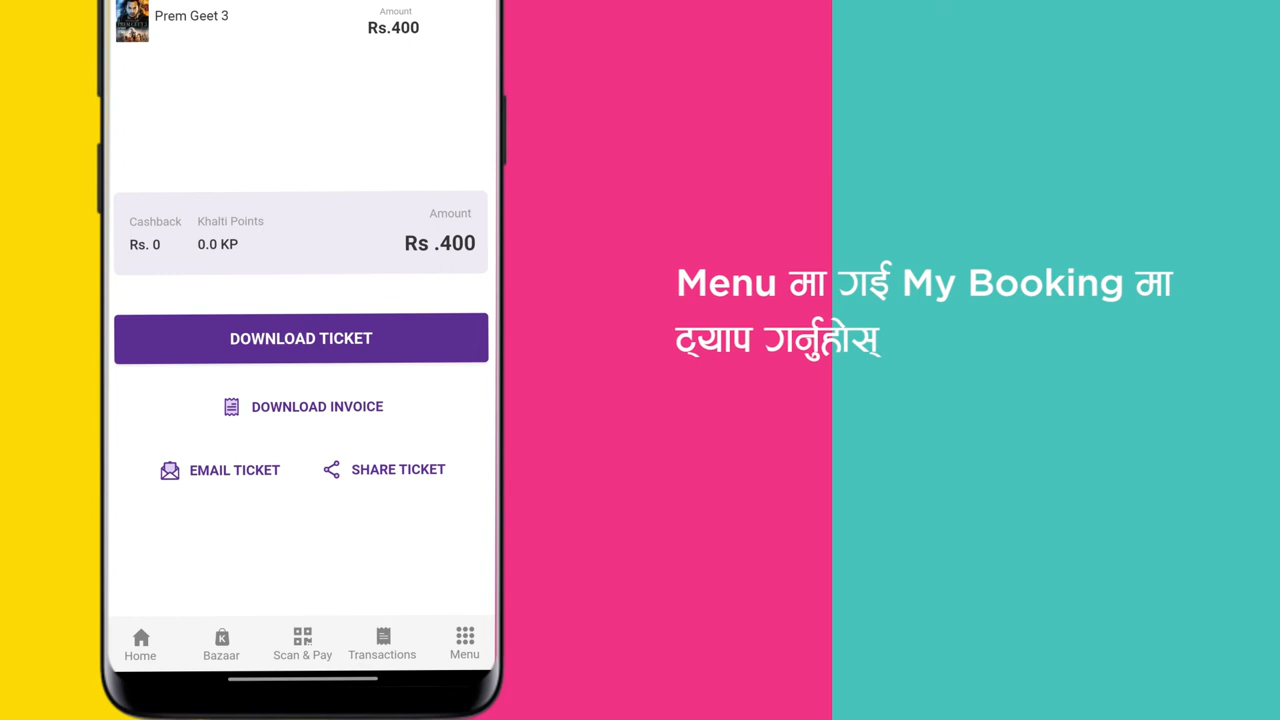 Prem Geet 3
Amount
Rs.400
Cashback
Khalti Points
Amount
Rs. 0
0.0 KP
Rs .400
DOWNLOAD TICKET
DOWNLOAD INVOICE
EMAIL TICKET
SHARE TICKET
Home
Bazaar
Scan & Pay
Transactions
Menu
Menu मा गई My Booking मा
ट्याप गर्नुहोस्